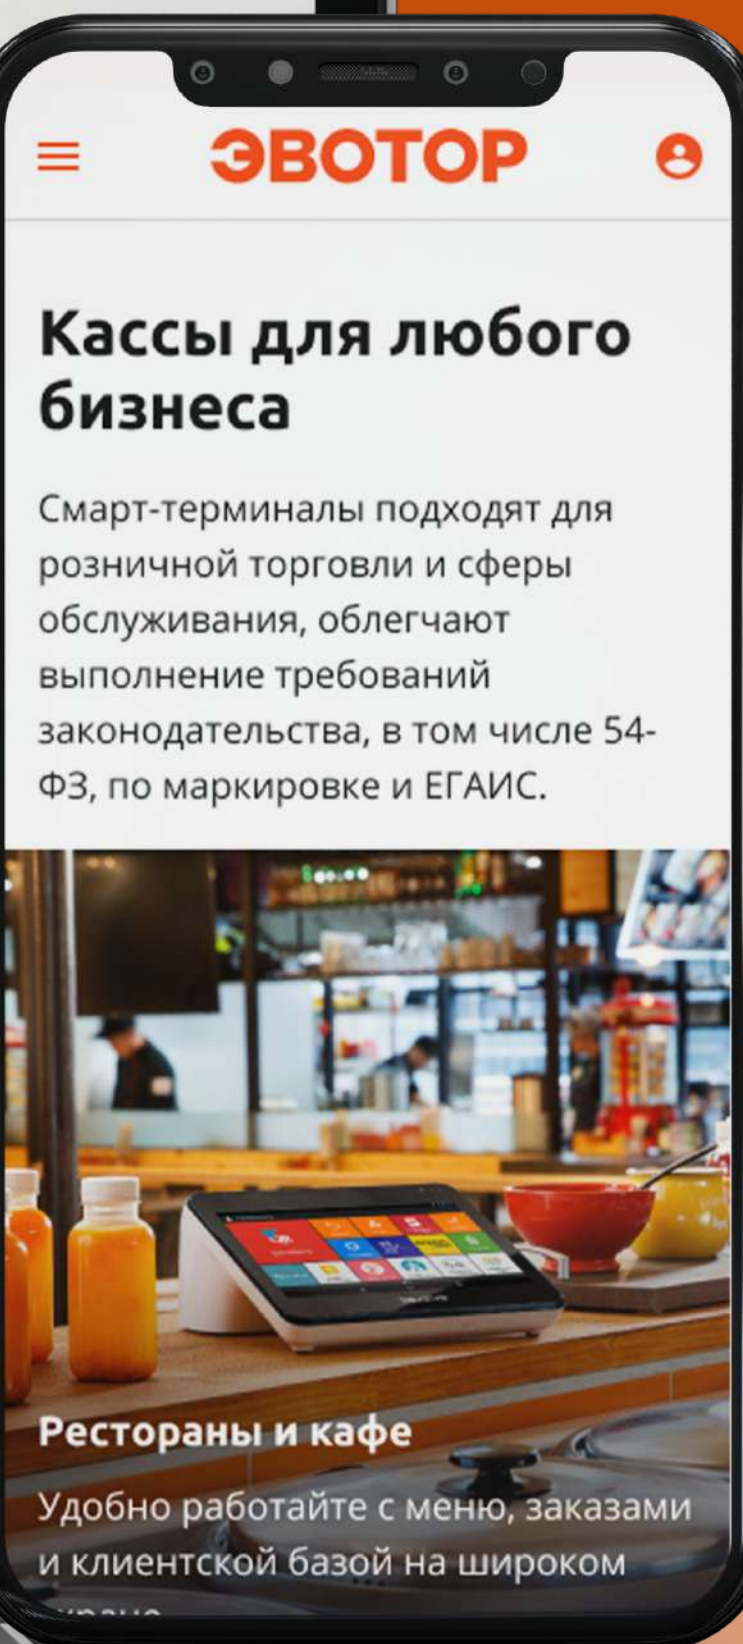 ЭВОТОР
Кассы для любого
бизнеса
Смарт-терминалы подходят для
розничной торговли и сферы
обслуживания, облегчают
выполнение требований
законодательства, в том числе 54-
ФЗ, по маркировке и ЕГАИС.
Рестораны и кафе
Удобно работайте с меню, заказами
и клиентской базой на широком